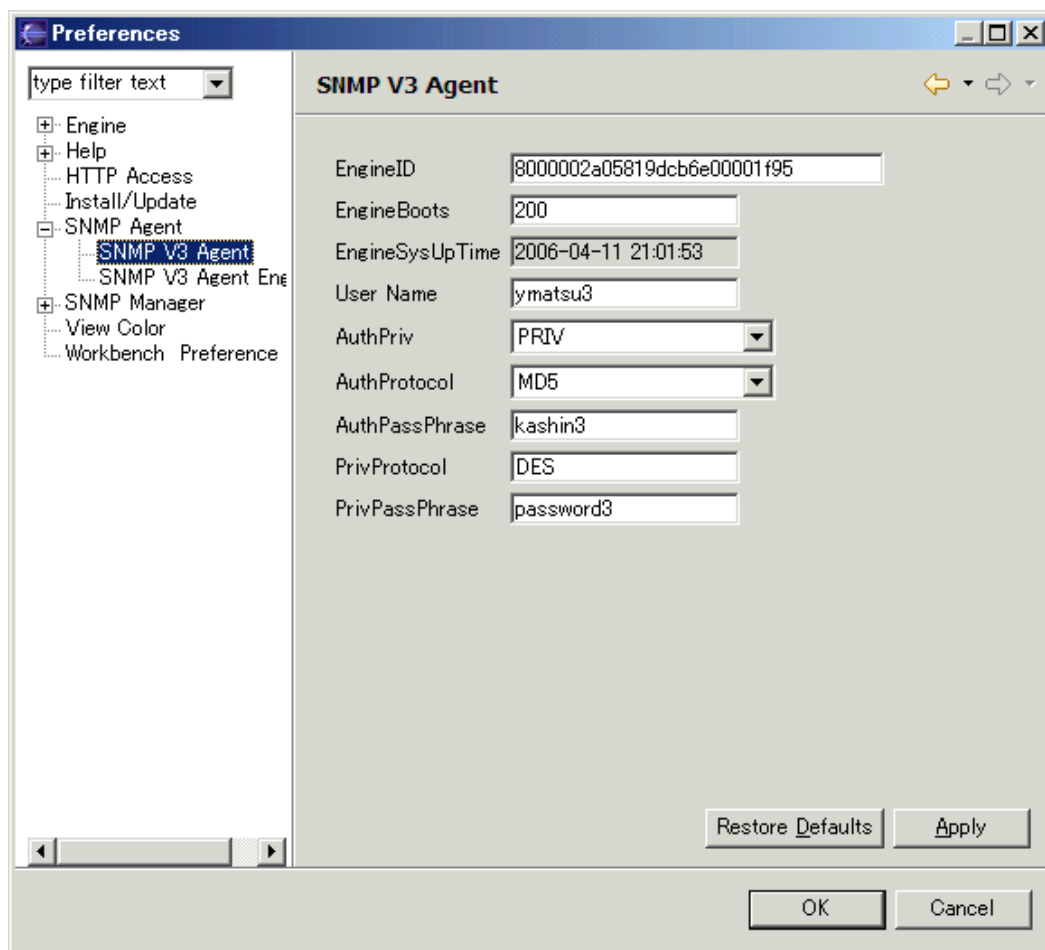 Preferences
type filter text
Engine
Help
HTTP Access
Install/Update
SNMP Agent
SNMP V3 Agent
SNMP V3 Agent Eng
SNMP Manager
View Color
Workbench Preference
SNMP V3 Agent
EngineID 8000002a05819dcb6e00001f95
EngineBoots 200
EngineSysUpTime 2006-04-11 21:01:53
User Name ymatsu3
AuthPriv PRIV
AuthProtocol MD5
AuthPassPhrase kashin3
PrivProtocol DES
PrivPassPhrase password3
Restore Defaults Apply
OK Cancel